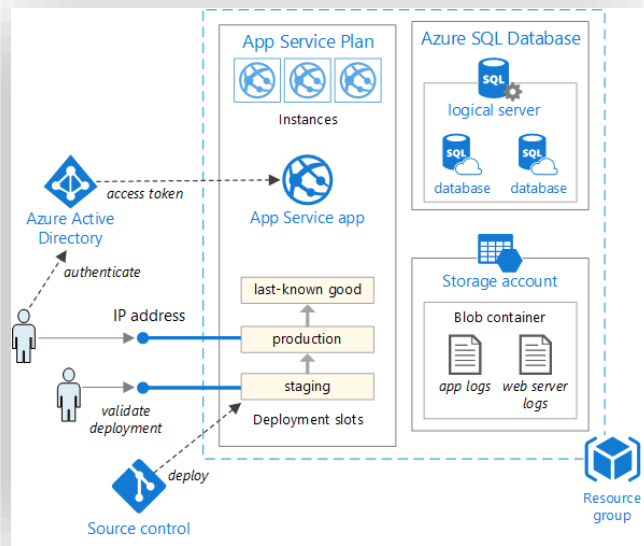 App Service Plan
Instances
App Service app
Azure SQL Database
SQL
logical server
SQL
SQL
database
database
access token
Azure Active
Directory
authenticate
IP address
last-known good
production
staging
Deployment slots
validate
deployment
deploy
Source control
Storage account
Blob container
app logs
web server
logs
Resource
group